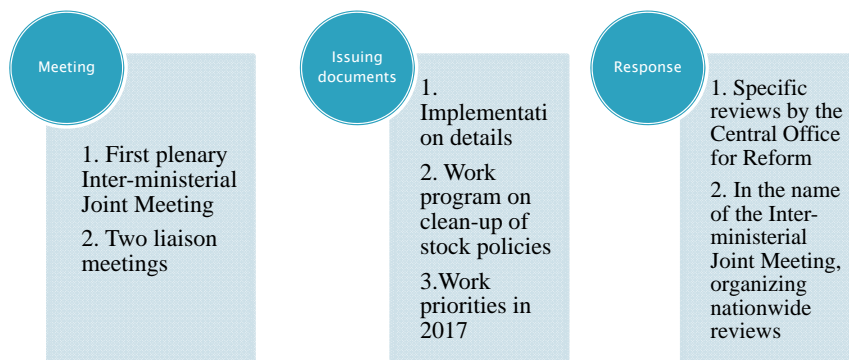 Meeting
1. First plenary
Inter-ministerial
Joint Meeting
2. Two liaison
meetings
Issuing
documents
1.
Implementati
on details
2. Work
program on
clean-up of
stock policies
3.Work
priorities in
2017
Response
1. Specific
reviews by the
Central Office
for Reform
2. In the name
of the Inter-
ministerial
Joint Meeting,
organizing
nationwide
reviews